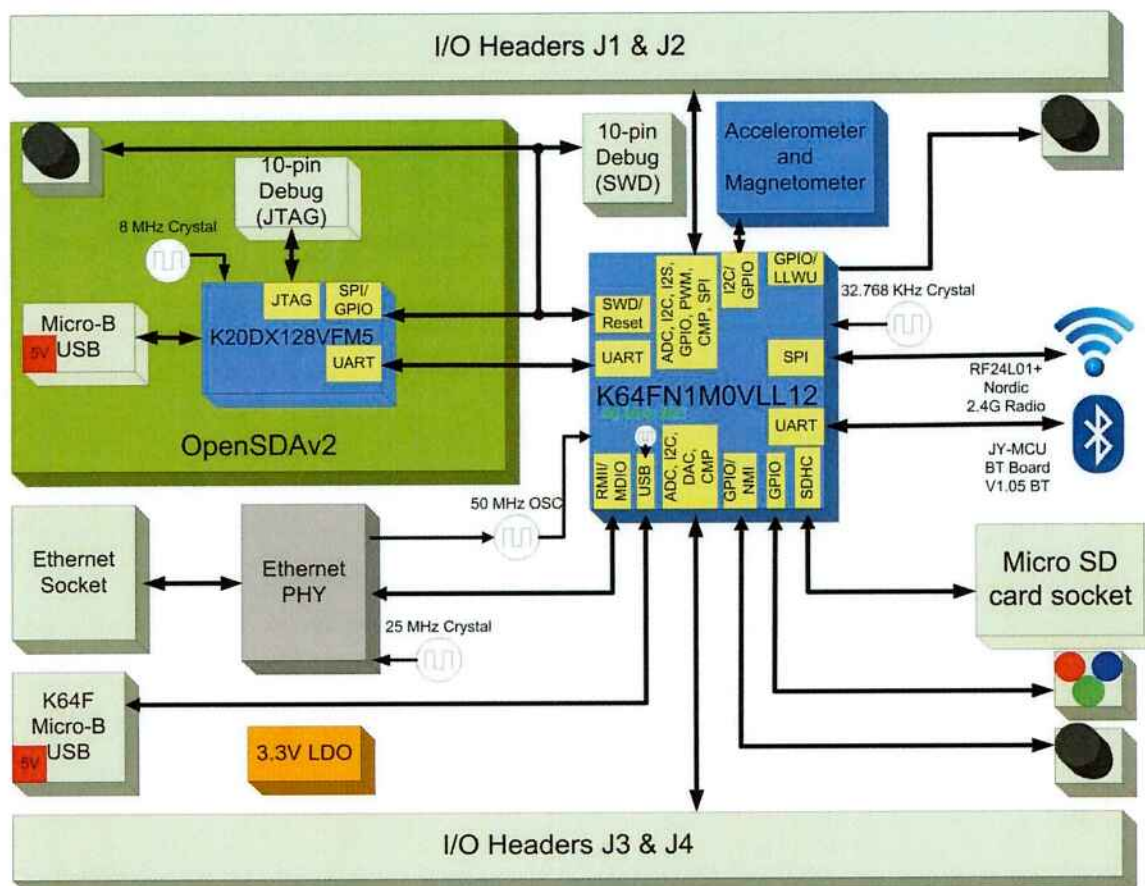 I/O Headers J1 & J2
10-pin
Debug
(SWD)
Accelerometer
and
Magnetometer
10-pin
Debug
(JTAG)
8 MHz Crystal
JTAG
SPI/
GPIO
K20DX128VFM5
UART
Micro-B
USB
5V
OpenSDAv2
SWD/
Reset
UART
ADC, I2C, I2S,
GPIO, PWM,
CMP, SPI
I2C/
GPIO
GPIO/
LLWU
32.768 KHz Crystal
SPI
K64FN1M0VLL12
UART
RMII/
MDIO
USB
ADC, I2C,
DAC,
CMP
GPIO/
NMI
GPIO
SDHC
RF24L01+
Nordic
2.4G Radio
JY-MCU
BT Board
V1.05 BT
50 MHz OSC
Ethernet
Socket
Ethernet
PHY
25 MHz Crystal
Micro SD
card socket
K64F
Micro-B
USB
5V
3.3V LDO
I/O Headers J3 & J4